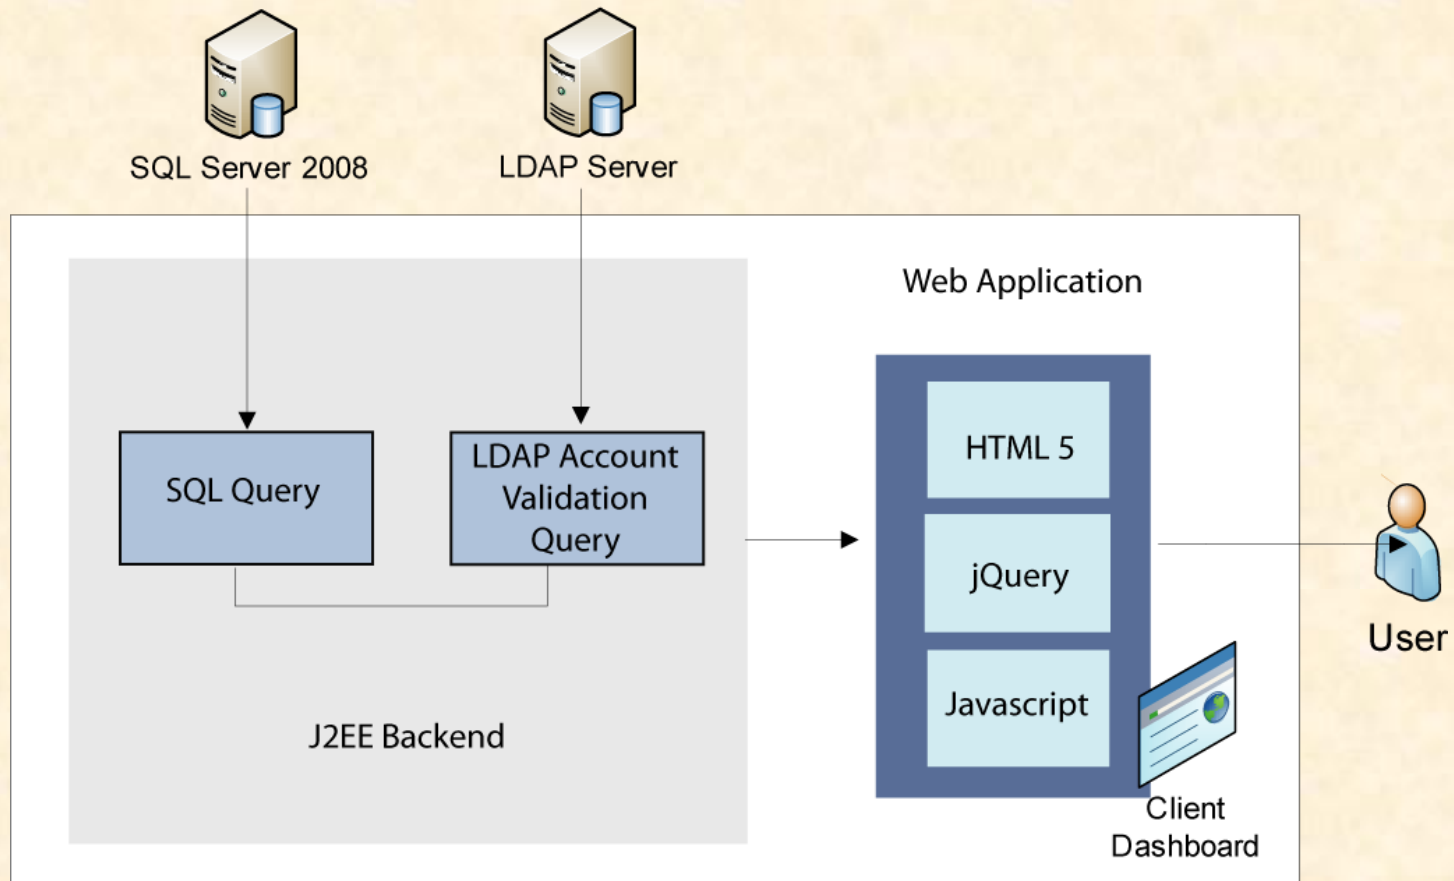 SQL Server 2008
LDAP Server
Web Application
SQL Query
LDAP Account
Validation
Query
HTML 5
jQuery
Javascript
User
J2EE Backend
Client
Dashboard